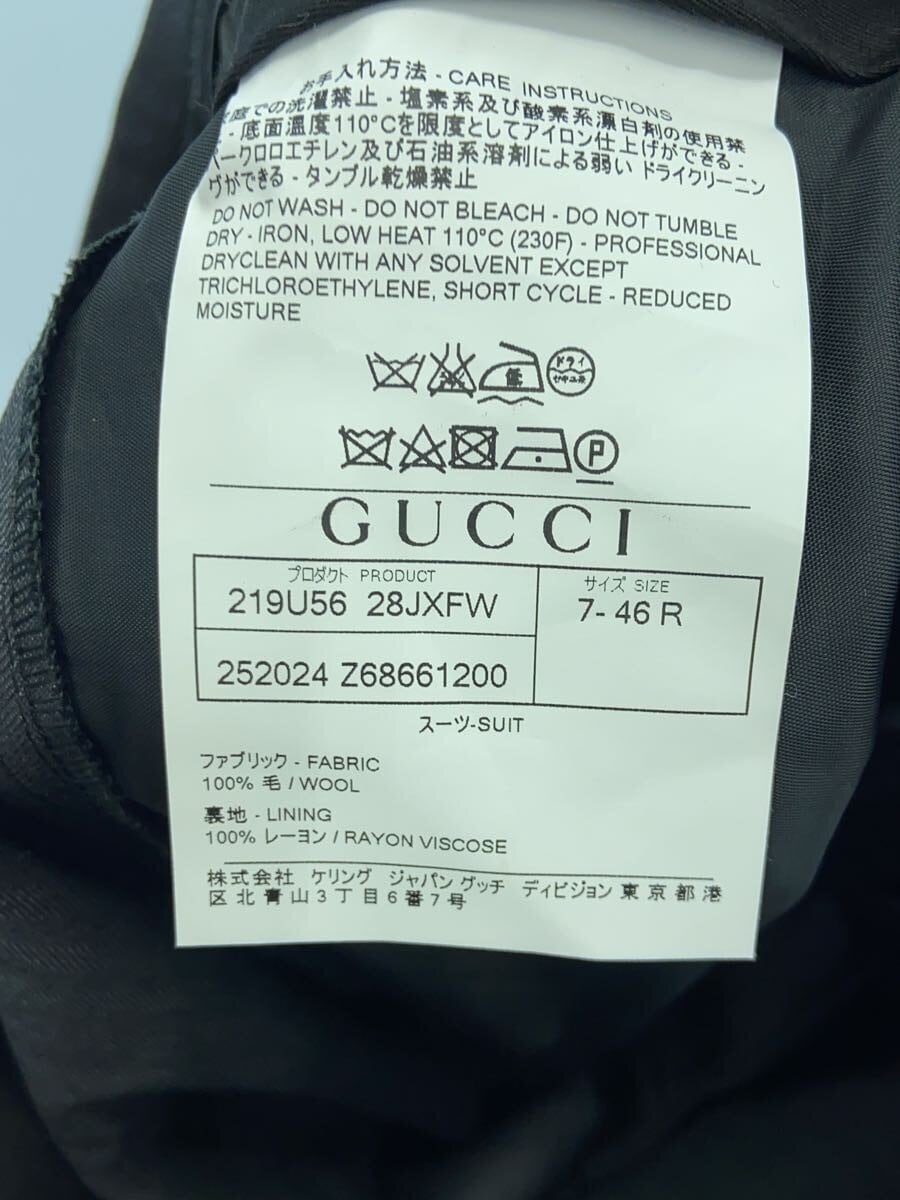 お手入れ方法 - CARE INSTRUCTIONS
庭での洗濯禁止 - 塩素系及び酸素系漂白剤の使用禁
- 底面温度110°Cを限度としてアイロン仕上げができる -
パークロロエチレン及び石油系溶剤による弱い ドライクリーニン
グができる - タンブル乾燥禁止
DO NOT WASH - DO NOT BLEACH - DO NOT TUMBLE
DRY - IRON, LOW HEAT 110°C (230F) - PROFESSIONAL
DRYCLEAN WITH ANY SOLVENT EXCEPT
TRICHLOROETHYLENE, SHORT CYCLE - REDUCED
MOISTURE
低 ドライ
セキユ系
P
GUCCI
プロダクト PRODUCT
219U56 28JXFW
サイズ SIZE
7- 46 R
252024 Z68661200
スーツ-SUIT
ファブリック - FABRIC
100% 毛 / WOOL
裏地 - LINING
100% レーヨン / RAYON VISCOSE
株式会社 ケリング ジャパン グッチ ディビジョン 東京都港
区北青山3丁目6番7号